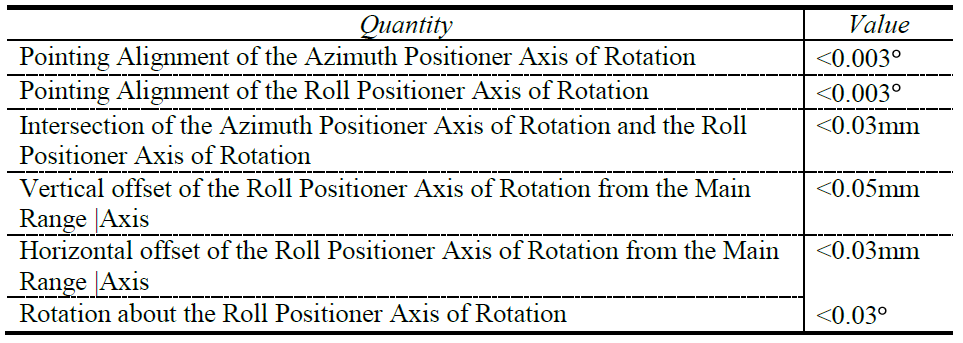 Quantity Value
Pointing Alignment of the Azimuth Positioner Axis of Rotation <0.003°
Pointing Alignment of the Roll Positioner Axis of Rotation <0.003°
Intersection of the Azimuth Positioner Axis of Rotation and the Roll <0.03mm
Positioner Axis of Rotation
Vertical offset of the Roll Positioner Axis of Rotation from the Main <0.05mm
Range |Axis
Horizontal offset of the Roll Positioner Axis of Rotation from the Main <0.03mm
Range |Axis
Rotation about the Roll Positioner Axis of Rotation <0.03°